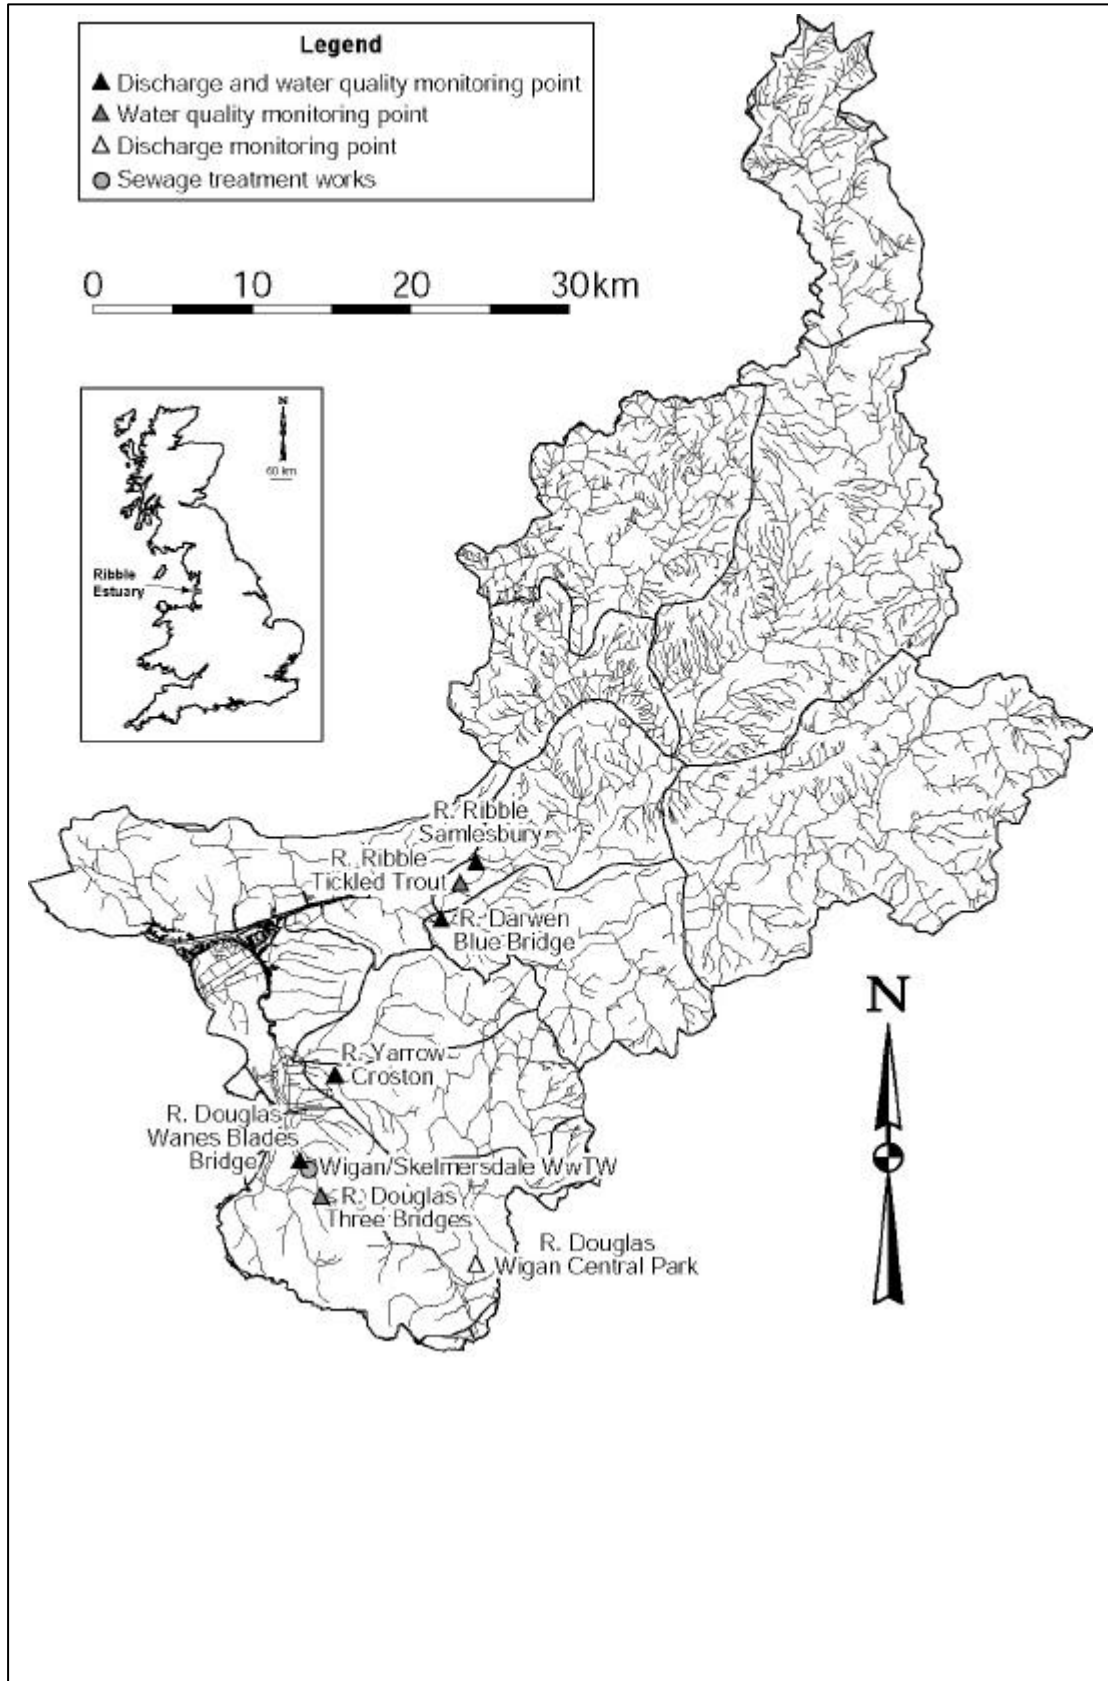 Legend
Discharge and water quality monitoring point
Water quality monitoring point
Discharge monitoring point
Sewage treatment works
0 10 20 30km
N
60 km
Ribble
Estuary
R. Ribble
Samlesbury
R. Ribble
Tickled Trout
R. Darwen
Blue Bridge
N
R. Yarrow
Croston
R. Douglas
Wanes Blades
Bridge
Wigan/Skelmersdale WwTW
R. Douglas
Three Bridges
R. Douglas
Wigan Central Park